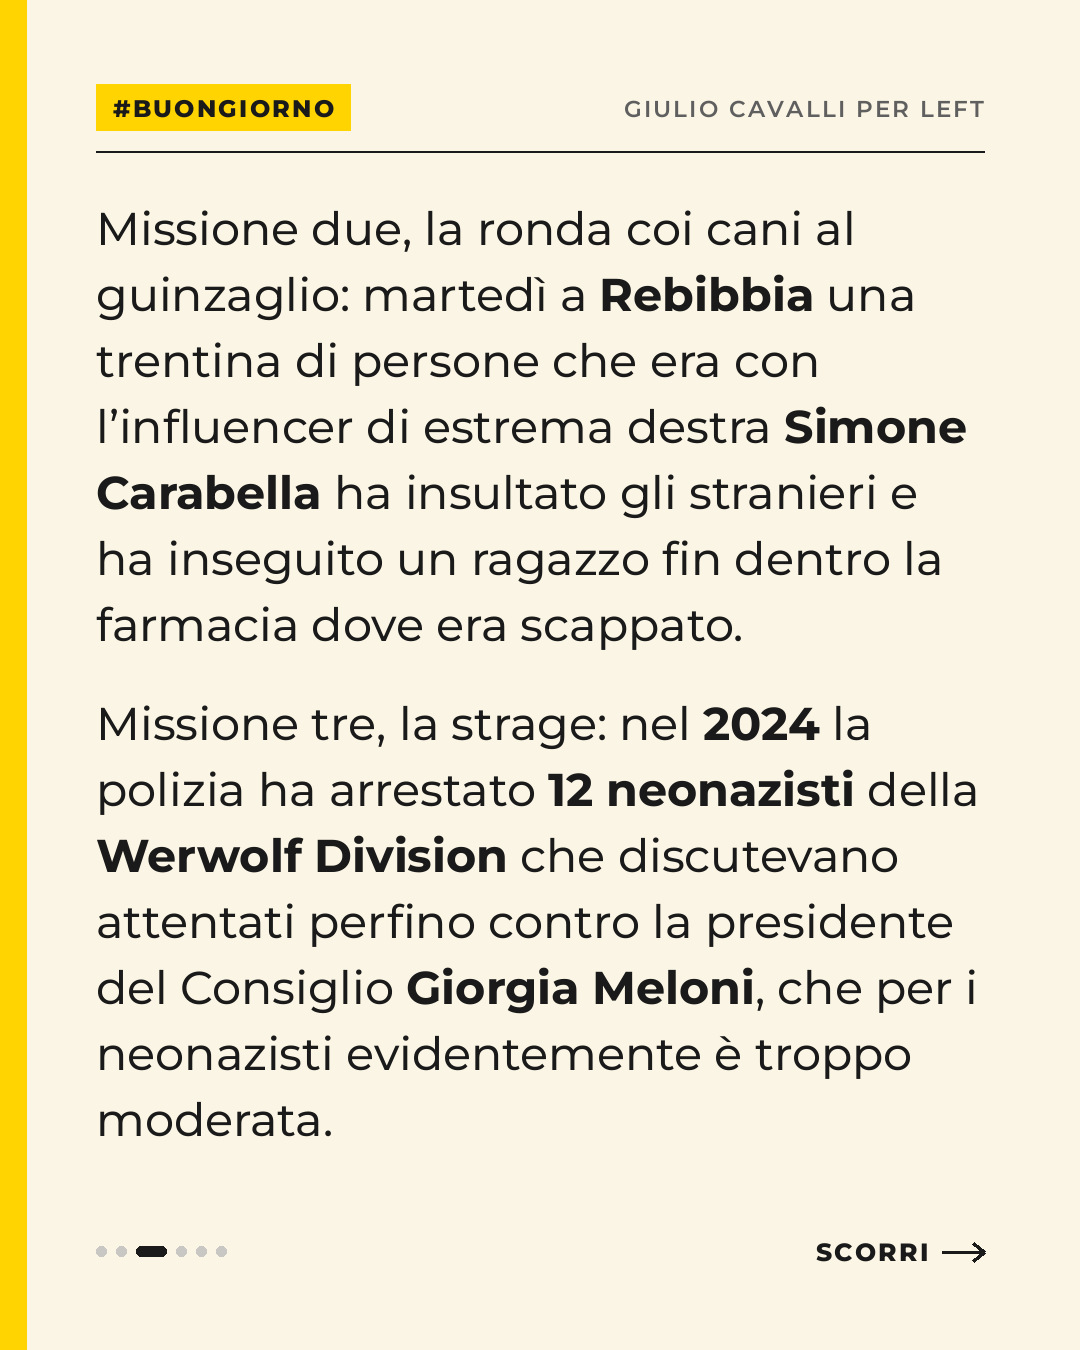 #BUONGIORNO
GIULIO CAVALLI PER LEFT
Missione due, la ronda coi cani al
guinzaglio: martedì a Rebibbia una
trentina di persone che era con
l’influencer di estrema destra Simone
Carabella ha insultato gli stranieri e
ha inseguito un ragazzo fin dentro la
farmacia dove era scappato.
Missione tre, la strage: nel 2024 la
polizia ha arrestato 12 neonazisti della
Werwolf Division che discutevano
attentati perfino contro la presidente
del Consiglio Giorgia Meloni, che per i
neonazisti evidentemente è troppo
moderata.
SCORRI